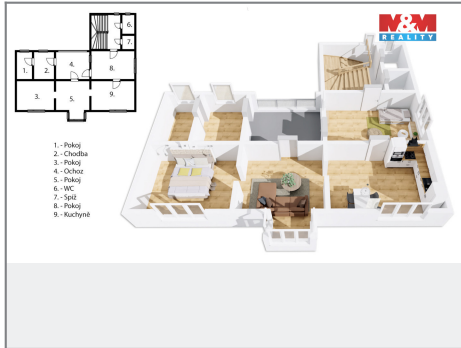 M&M
REALITY
6.
7.
1.
2.
4.
8.
3.
5.
9.
1. - Pokoj
2. - Chodba
3. - Pokoj
4. - Ochoz
5. - Pokoj
6. - WC
7. - Spíž
8. - Pokoj
9. - Kuchyně